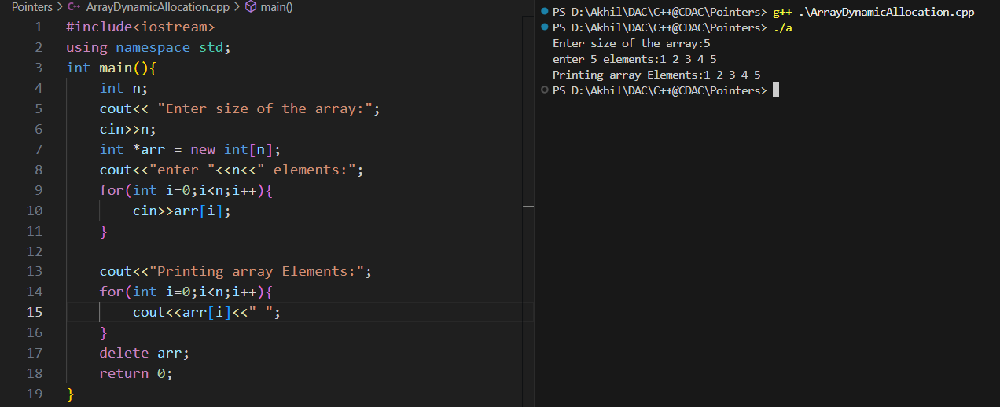 Pointers > C++ ArrayDynamicAllocation.cpp > main()
1 #include<iostream>
2 using namespace std;
3 int main(){
4 int n;
5 cout<< "Enter size of the array:";
6 cin>>n;
7 int *arr = new int[n];
8 cout<<"enter "<<n<<" elements:";
9 for(int i=0;i<n;i++){
10 cin>>arr[i];
11 }
12
13 cout<<"Printing array Elements:";
14 for(int i=0;i<n;i++){
15 cout<<arr[i]<<" ";
16 }
17 delete arr;
18 return 0;
19 }
PS D:\Akhil\DAC\C++@CDAC\Pointers> g++ .\ArrayDynamicAllocation.cpp
PS D:\Akhil\DAC\C++@CDAC\Pointers> ./a
Enter size of the array:5
enter 5 elements:1 2 3 4 5
Printing array Elements:1 2 3 4 5
PS D:\Akhil\DAC\C++@CDAC\Pointers>